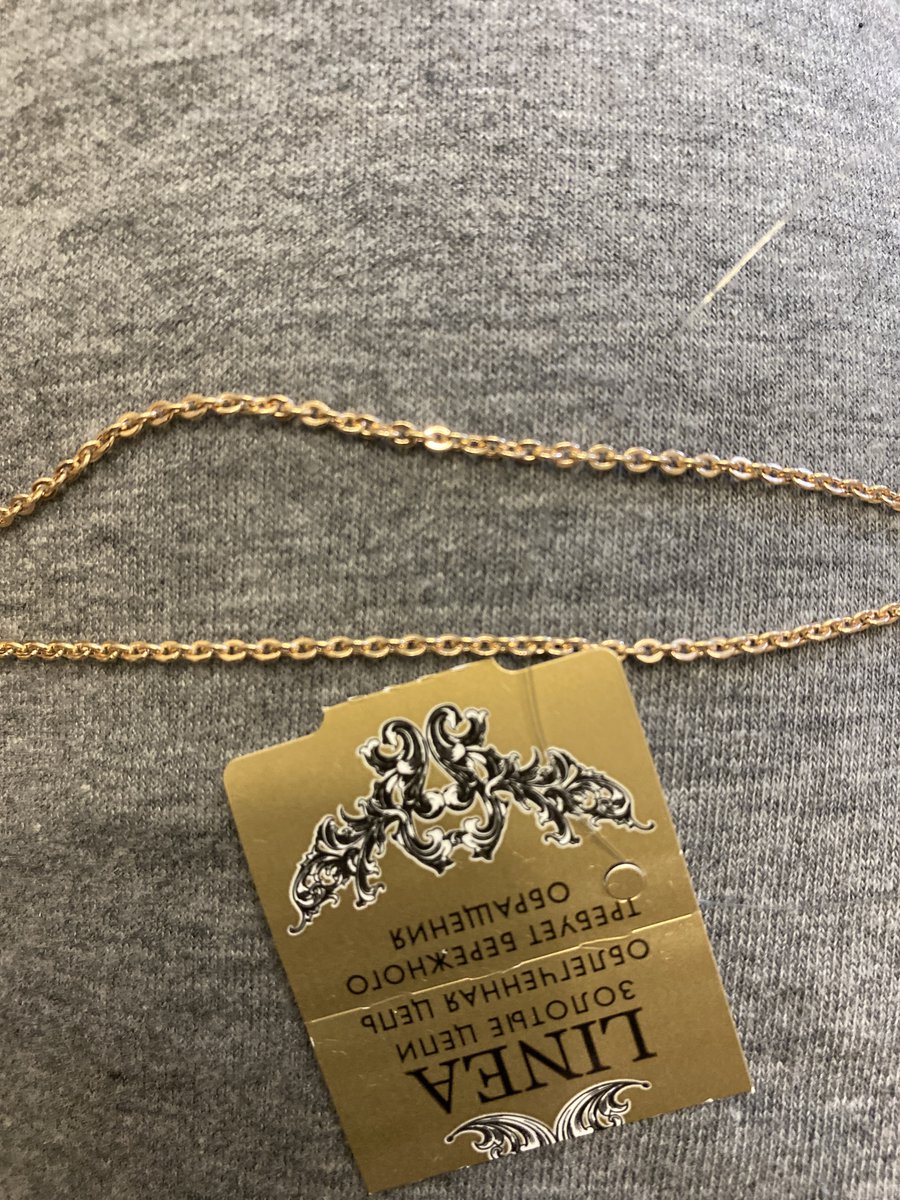 LINEA
ЗОЛОТЫЕ ЦЕПИ
ОБЛЕГЧЕННАЯ ЦЕПЬ
ТРЕБУЕТ БЕРЕЖНОГО
ОБРАЩЕНИЯ